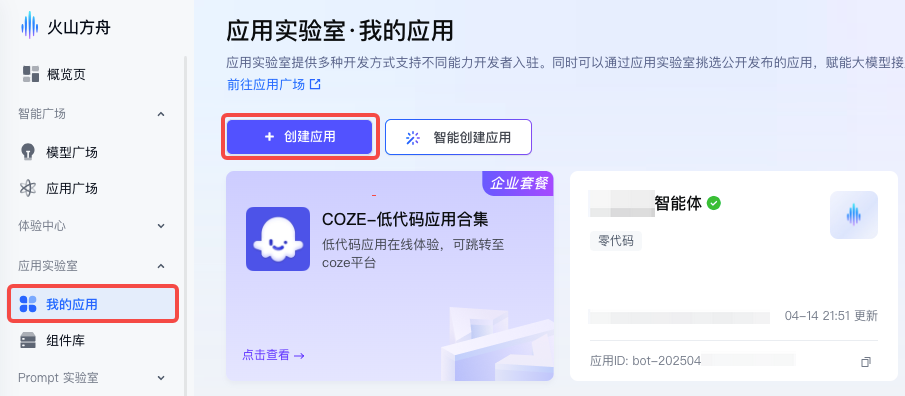 火山方舟
概览页
智能广场
模型广场
应用广场
体验中心
应用实验室
我的应用
组件库
Prompt 实验室
应用实验室·我的应用
应用实验室提供多种开发方式支持不同能力开发者入驻。同时可以通过应用实验室挑选公开发布的应用，赋能大模型接
前往应用广场
+ 创建应用
智能创建应用
企业套餐
COZE-低代码应用合集
低代码应用在线体验，可跳转至
coze平台
点击查看 →
智能体
零代码
04-14 21:51 更新
应用ID: bot-202504